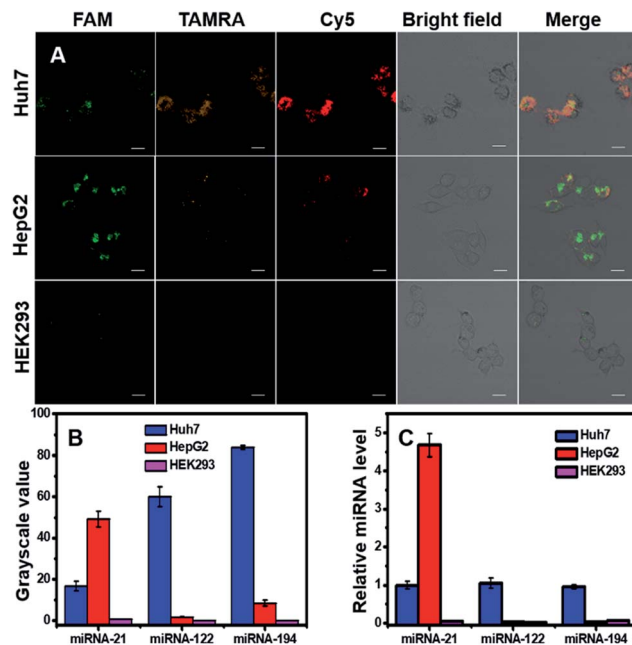 FAM TAMRA Cy5 Bright field Merge
A
Huh7
HepG2
HEK293
B
Huh7
HepG2
HEK293
Grayscale value
100
80
60
40
20
0
miRNA-21 miRNA-122 miRNA-194
C
Huh7
HepG2
HEK293
Relative miRNA level
5
4
3
2
1
0
miRNA-21 miRNA-122 miRNA-194